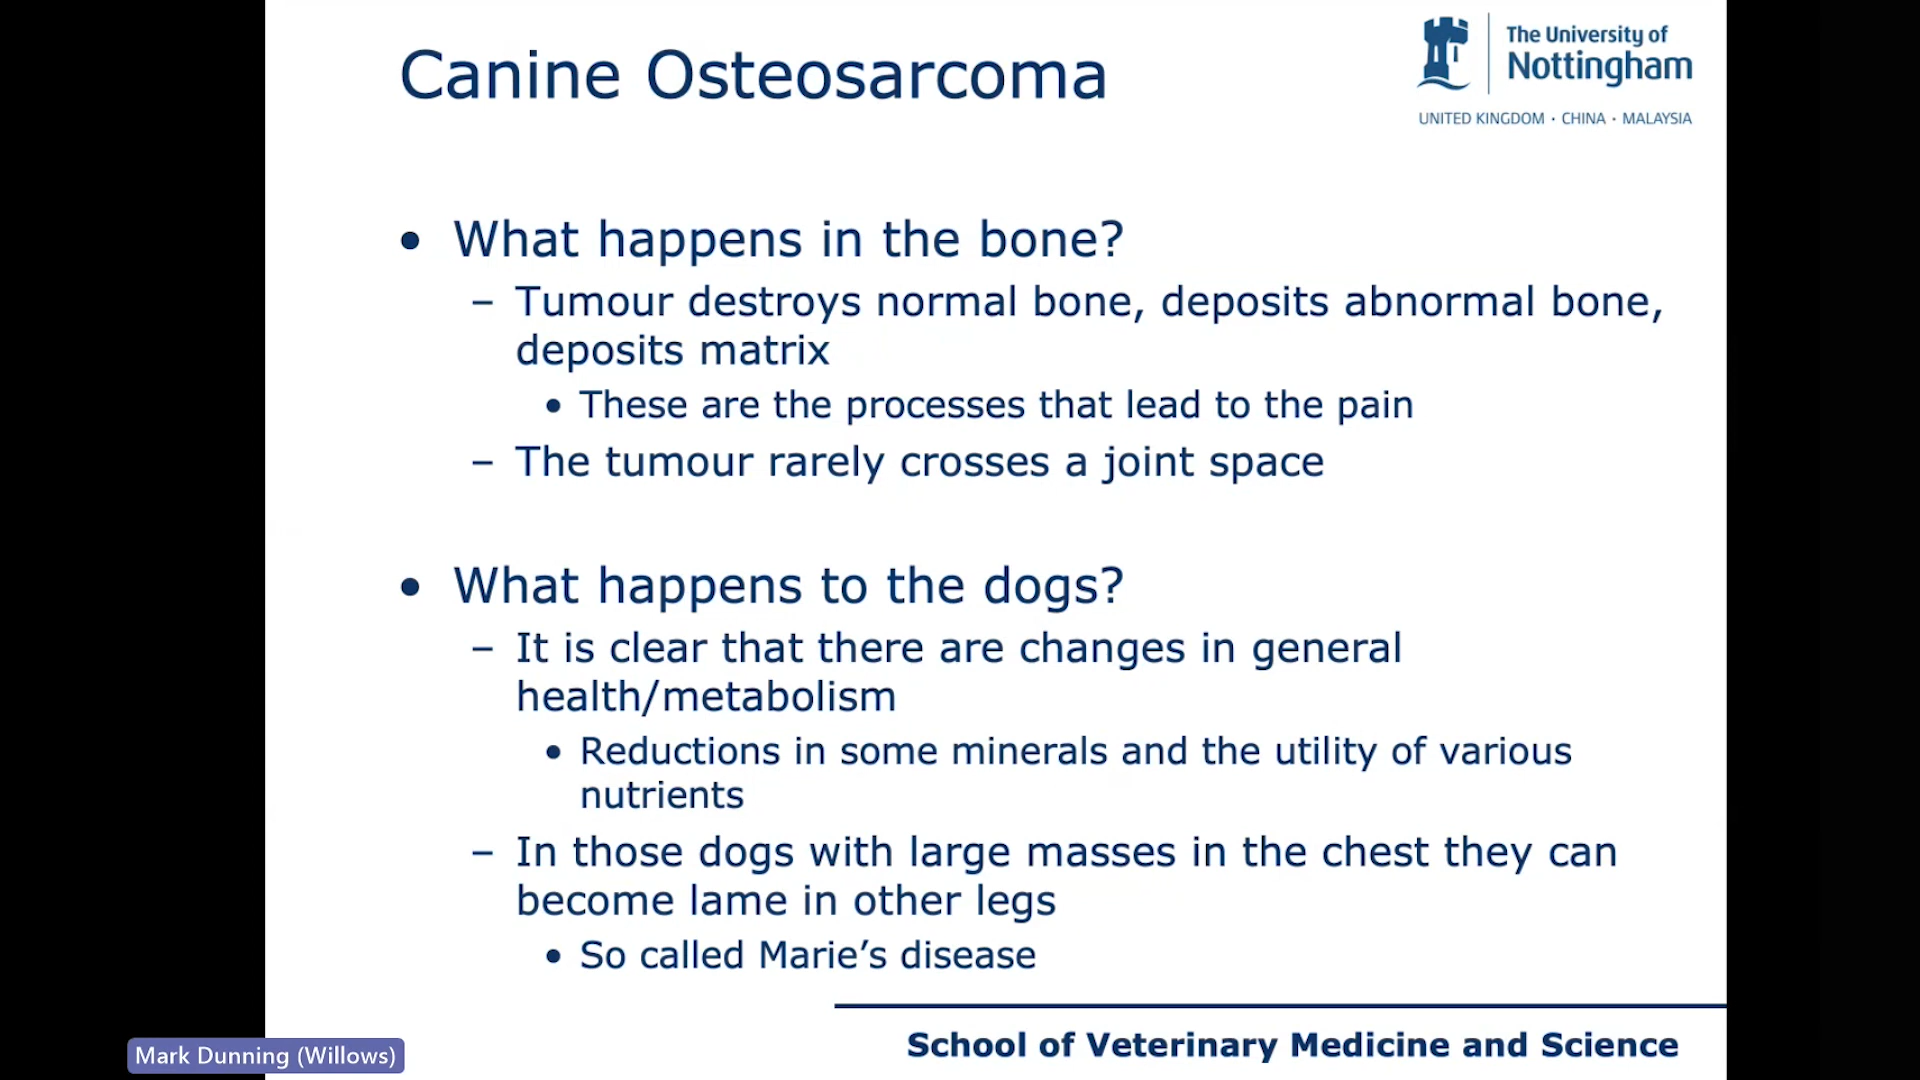 Canine Osteosarcoma
The University of
Nottingham
UNITED KINGDOM · CHINA · MALAYSIA
• What happens in the bone?
– Tumour destroys normal bone, deposits abnormal bone,
deposits matrix
• These are the processes that lead to the pain
– The tumour rarely crosses a joint space
• What happens to the dogs?
– It is clear that there are changes in general
health/metabolism
• Reductions in some minerals and the utility of various
nutrients
– In those dogs with large masses in the chest they can
become lame in other legs
• So called Marie’s disease
School of Veterinary Medicine and Science
Mark Dunning (Willows)